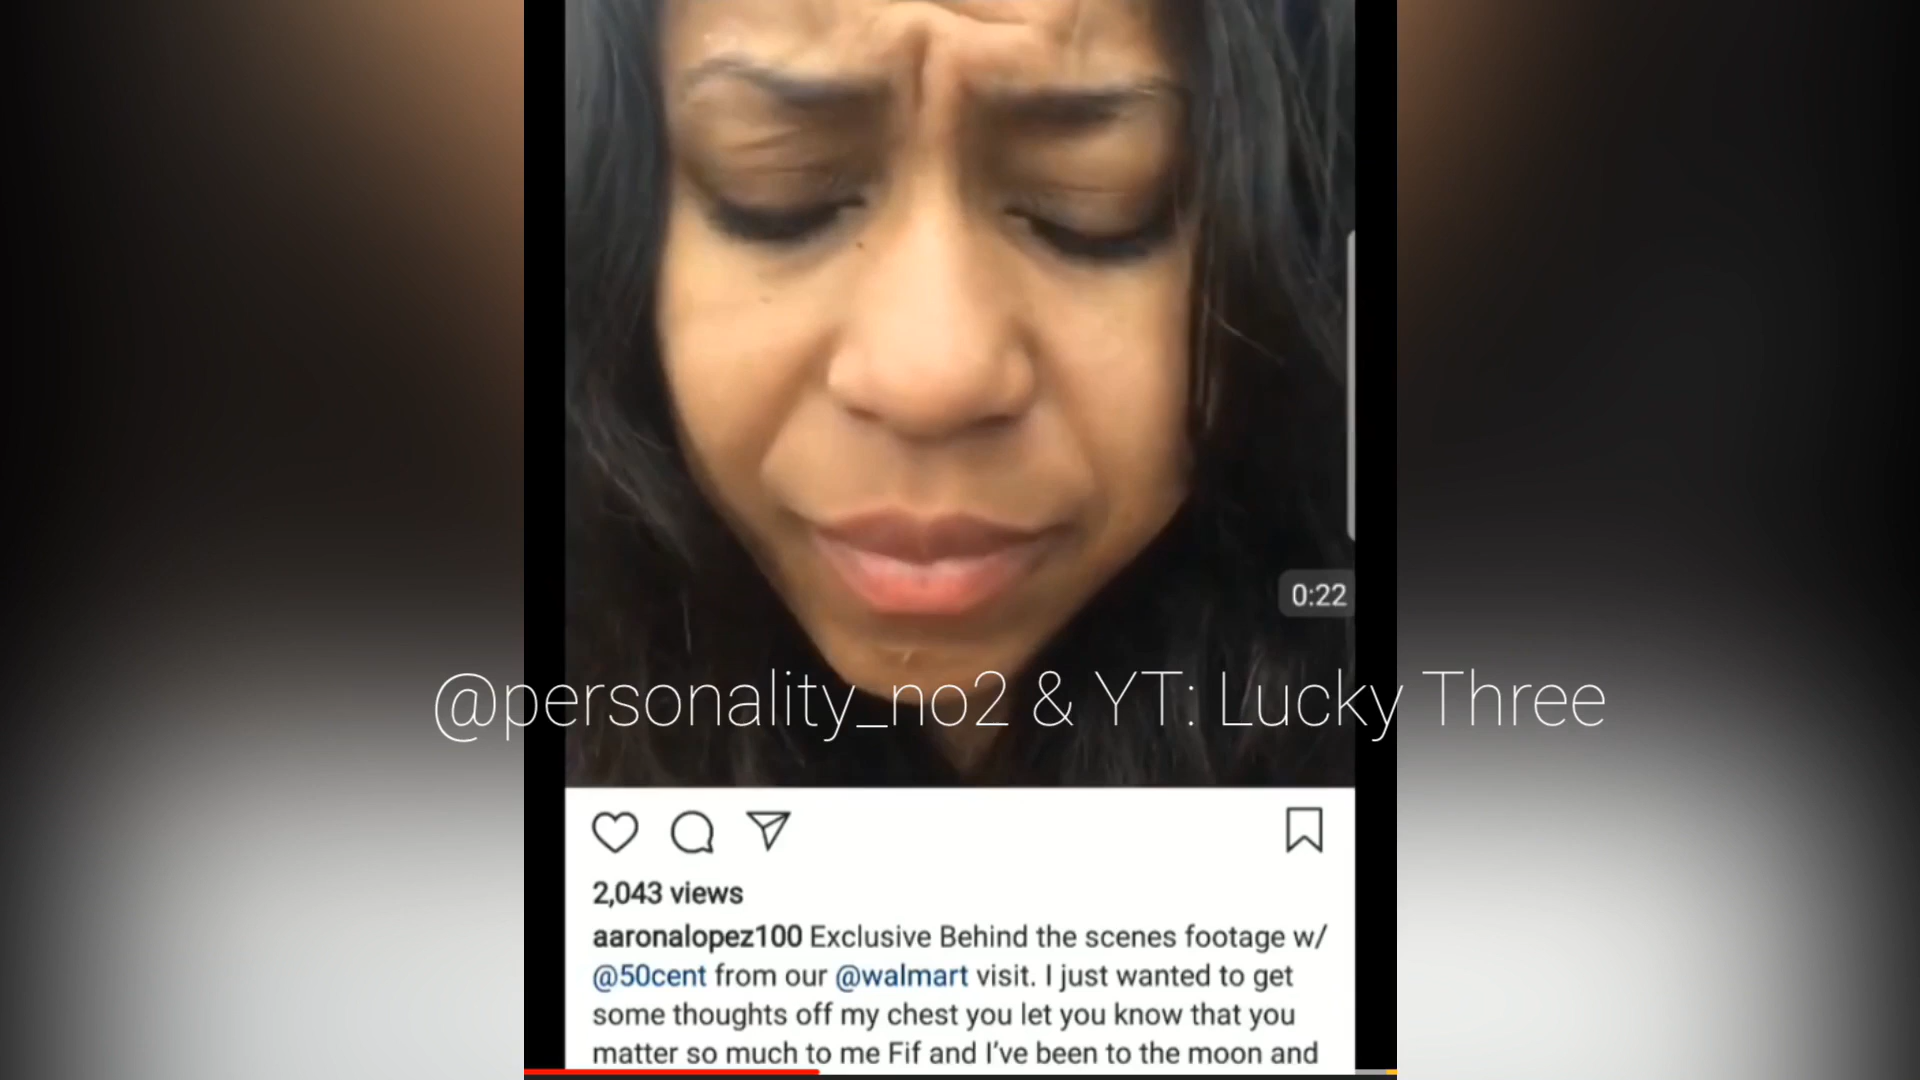 0:22
@personality_no2 & YT: Lucky Three
2,043 views
aaronalopez100 Exclusive Behind the scenes footage w/
@50cent from our @walmart visit. I just wanted to get
some thoughts off my chest you let you know that you
matter so much to me Fif and I've been to the moon and